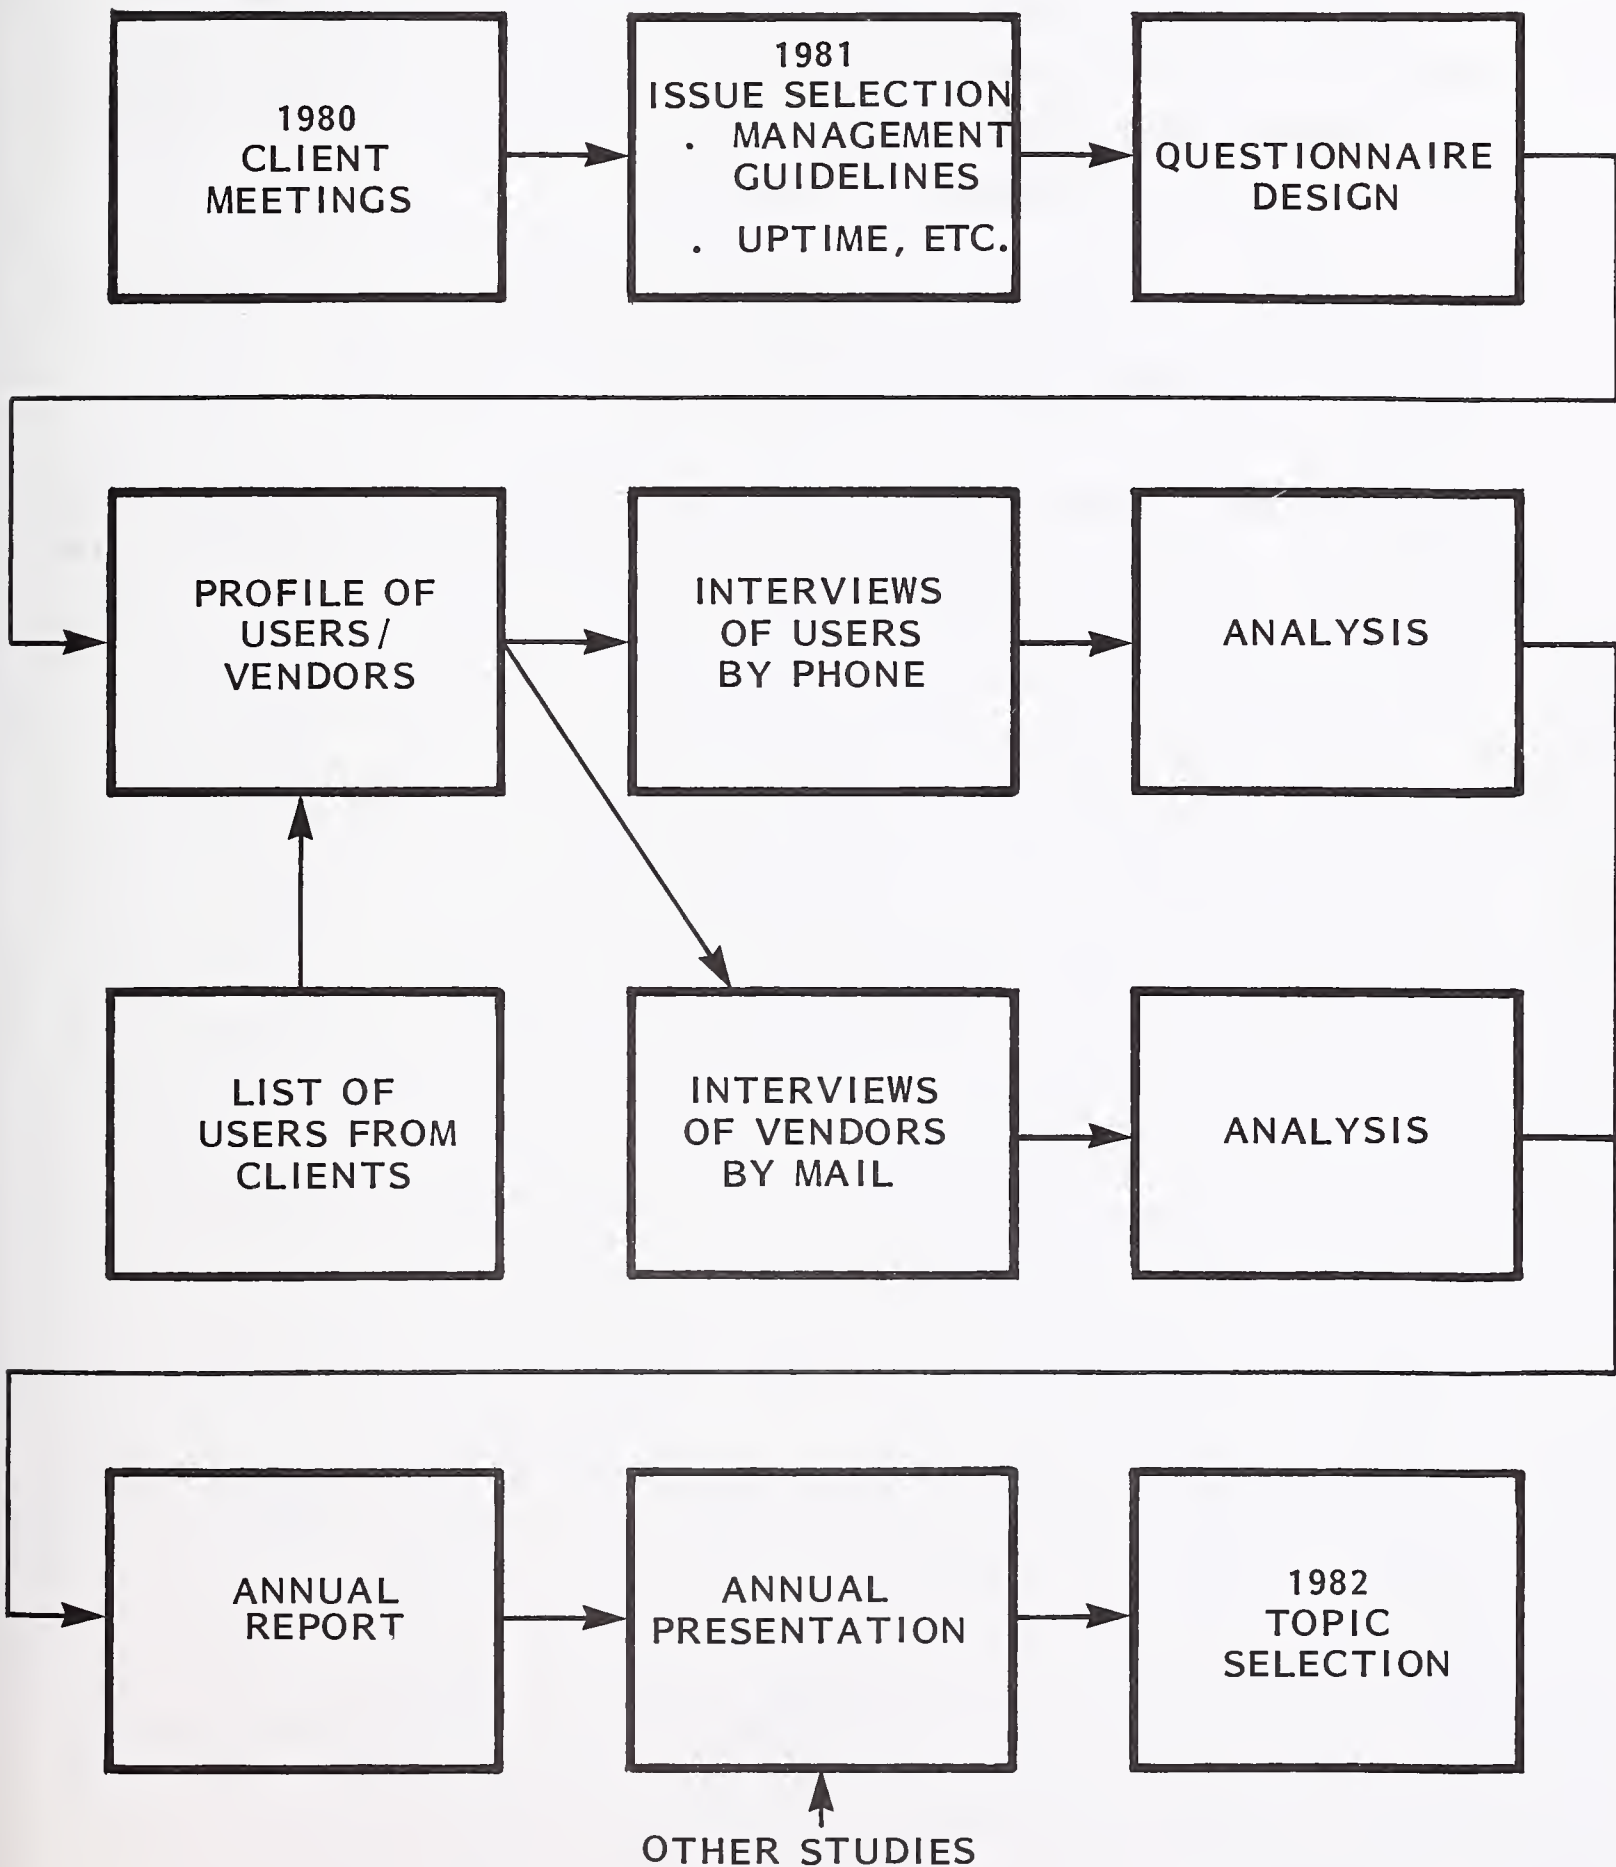 1980
CLIENT
MEETINGS
1981
ISSUE SELECTION
. MANAGEMENT
GUIDELINES
. UPTIME, ETC.
QUESTIONNAIRE
DESIGN
PROFILE OF
USERS/
VENDORS
INTERVIEWS
OF USERS
BY PHONE
ANALYSIS
LIST OF
USERS FROM
CLIENTS
INTERVIEWS
OF VENDORS
BY MAIL
ANALYSIS
ANNUAL
REPORT
ANNUAL
PRESENTATION
1982
TOPIC
SELECTION
OTHER STUDIES